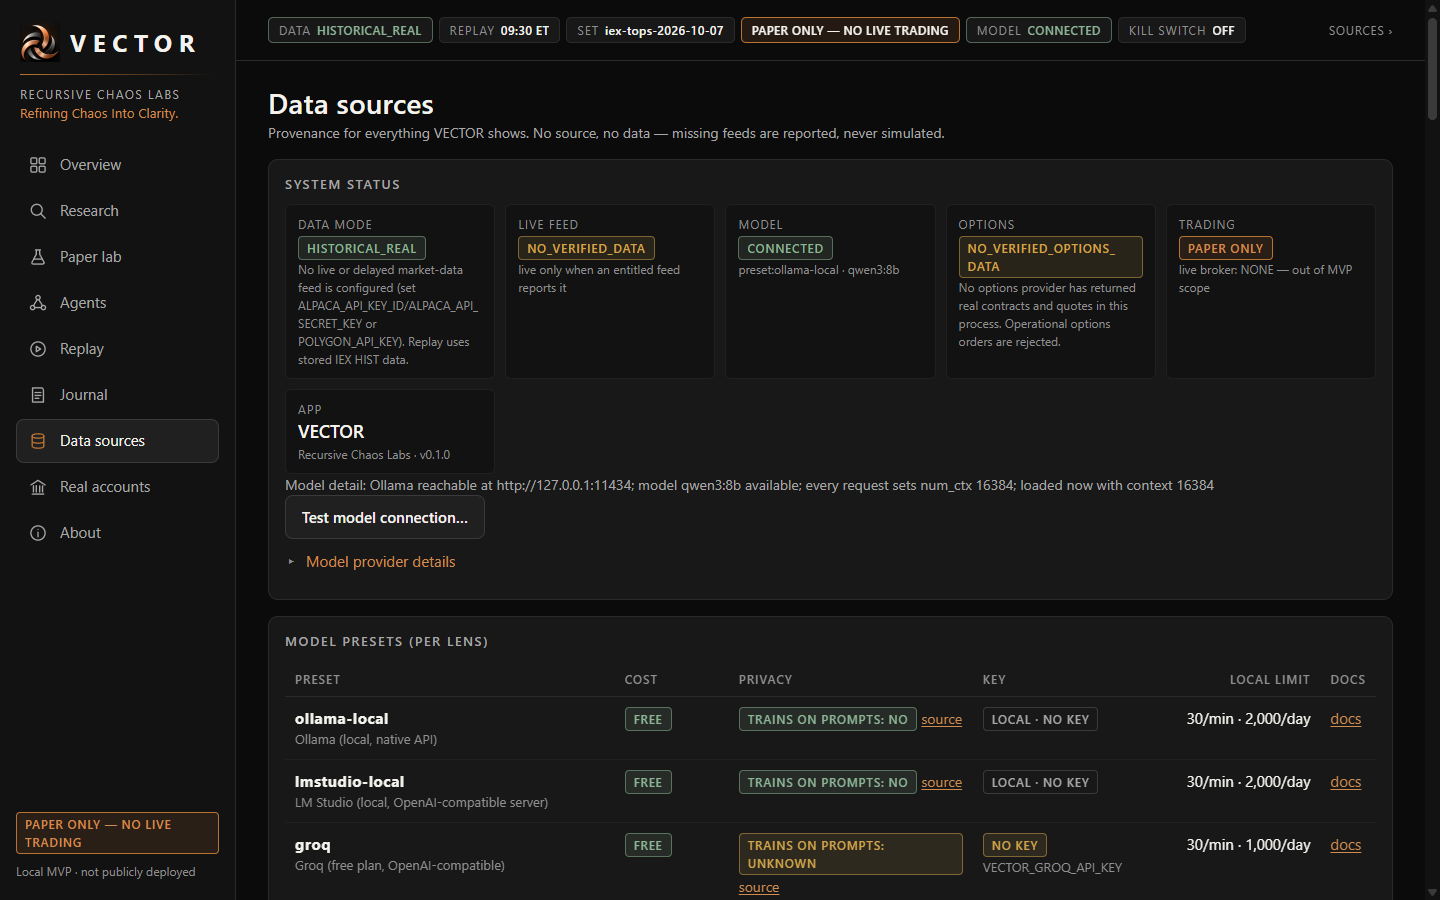 VECTOR
RECURSIVE CHAOS LABS
Refining Chaos Into Clarity.
Overview
Research
Paper lab
Agents
Replay
Journal
Data sources
Real accounts
About
PAPER ONLY — NO LIVE
TRADING
Local MVP · not publicly deployed
DATA HISTORICAL_REAL
REPLAY 09:30 ET
SET iex-tops-2026-10-07
PAPER ONLY — NO LIVE TRADING
MODEL CONNECTED
KILL SWITCH OFF
SOURCES ›
Data sources
Provenance for everything VECTOR shows. No source, no data — missing feeds are reported, never simulated.
SYSTEM STATUS
DATA MODE
HISTORICAL_REAL
No live or delayed market-data
feed is configured (set
ALPACA_API_KEY_ID/ALPACA_API_
SECRET_KEY or
POLYGON_API_KEY). Replay uses
stored IEX HIST data.
LIVE FEED
NO_VERIFIED_DATA
live only when an entitled feed
reports it
MODEL
CONNECTED
preset:ollama-local · qwen3:8b
OPTIONS
NO_VERIFIED_OPTIONS_
DATA
No options provider has returned
real contracts and quotes in this
process. Operational options
orders are rejected.
TRADING
PAPER ONLY
live broker: NONE — out of MVP
scope
APP
VECTOR
Recursive Chaos Labs · v0.1.0
Model detail: Ollama reachable at http://127.0.0.1:11434; model qwen3:8b available; every request sets num_ctx 16384; loaded now with context 16384
Test model connection...
Model provider details
MODEL PRESETS (PER LENS)
PRESET COST PRIVACY KEY LOCAL LIMIT DOCS
ollama-local FREE TRAINS ON PROMPTS: NO source LOCAL · NO KEY 30/min · 2,000/day docs
Ollama (local, native API)
lmstudio-local FREE TRAINS ON PROMPTS: NO source LOCAL · NO KEY 30/min · 2,000/day docs
LM Studio (local, OpenAI-compatible server)
groq FREE TRAINS ON PROMPTS: NO KEY 30/min · 1,000/day docs
Groq (free plan, OpenAI-compatible) UNKNOWN VECTOR_GROQ_API_KEY
source